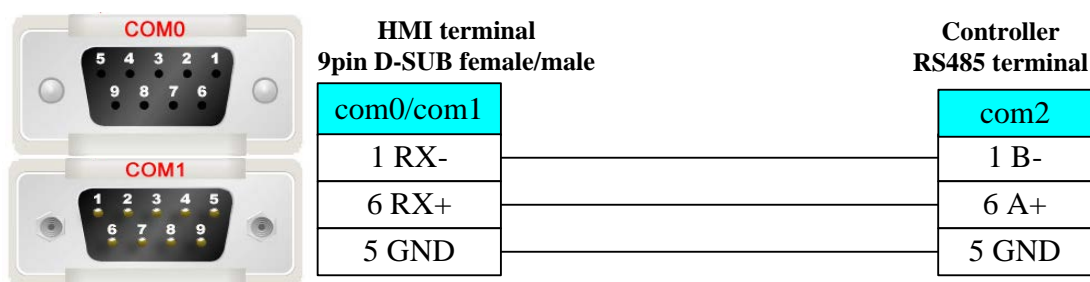 COM0
5 4 3 2 1
9 8 7 6
COM1
1 2 3 4 5
6 7 8 9
HMI terminal
9pin D-SUB female/male
com0/com1
1 RX-
6 RX+
5 GND
Controller
RS485 terminal
com2
1 B-
6 A+
5 GND